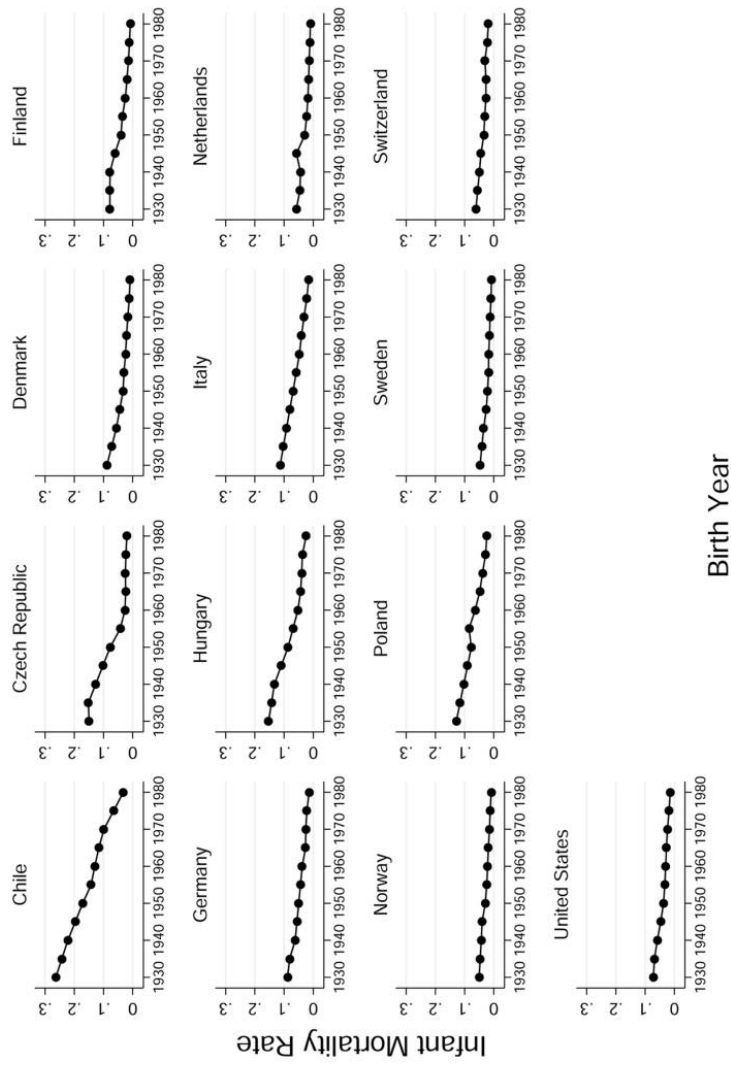 Chile
Czech Republic
Denmark
Finland
.3
.2
.1
0
1930 1940 1950 1960 1970 1980
.3
.2
.1
0
1930 1940 1950 1960 1970 1980
.3
.2
.1
0
1930 1940 1950 1960 1970 1980
.3
.2
.1
0
1930 1940 1950 1960 1970 1980
Germany
Hungary
Italy
Netherlands
.3
.2
.1
0
1930 1940 1950 1960 1970 1980
.3
.2
.1
0
1930 1940 1950 1960 1970 1980
.3
.2
.1
0
1930 1940 1950 1960 1970 1980
.3
.2
.1
0
1930 1940 1950 1960 1970 1980
Infant Mortality Rate
Norway
Poland
Sweden
Switzerland
.3
.2
.1
0
1930 1940 1950 1960 1970 1980
.3
.2
.1
0
1930 1940 1950 1960 1970 1980
.3
.2
.1
0
1930 1940 1950 1960 1970 1980
.3
.2
.1
0
1930 1940 1950 1960 1970 1980
United States
.3
.2
.1
0
1930 1940 1950 1960 1970 1980
Birth Year